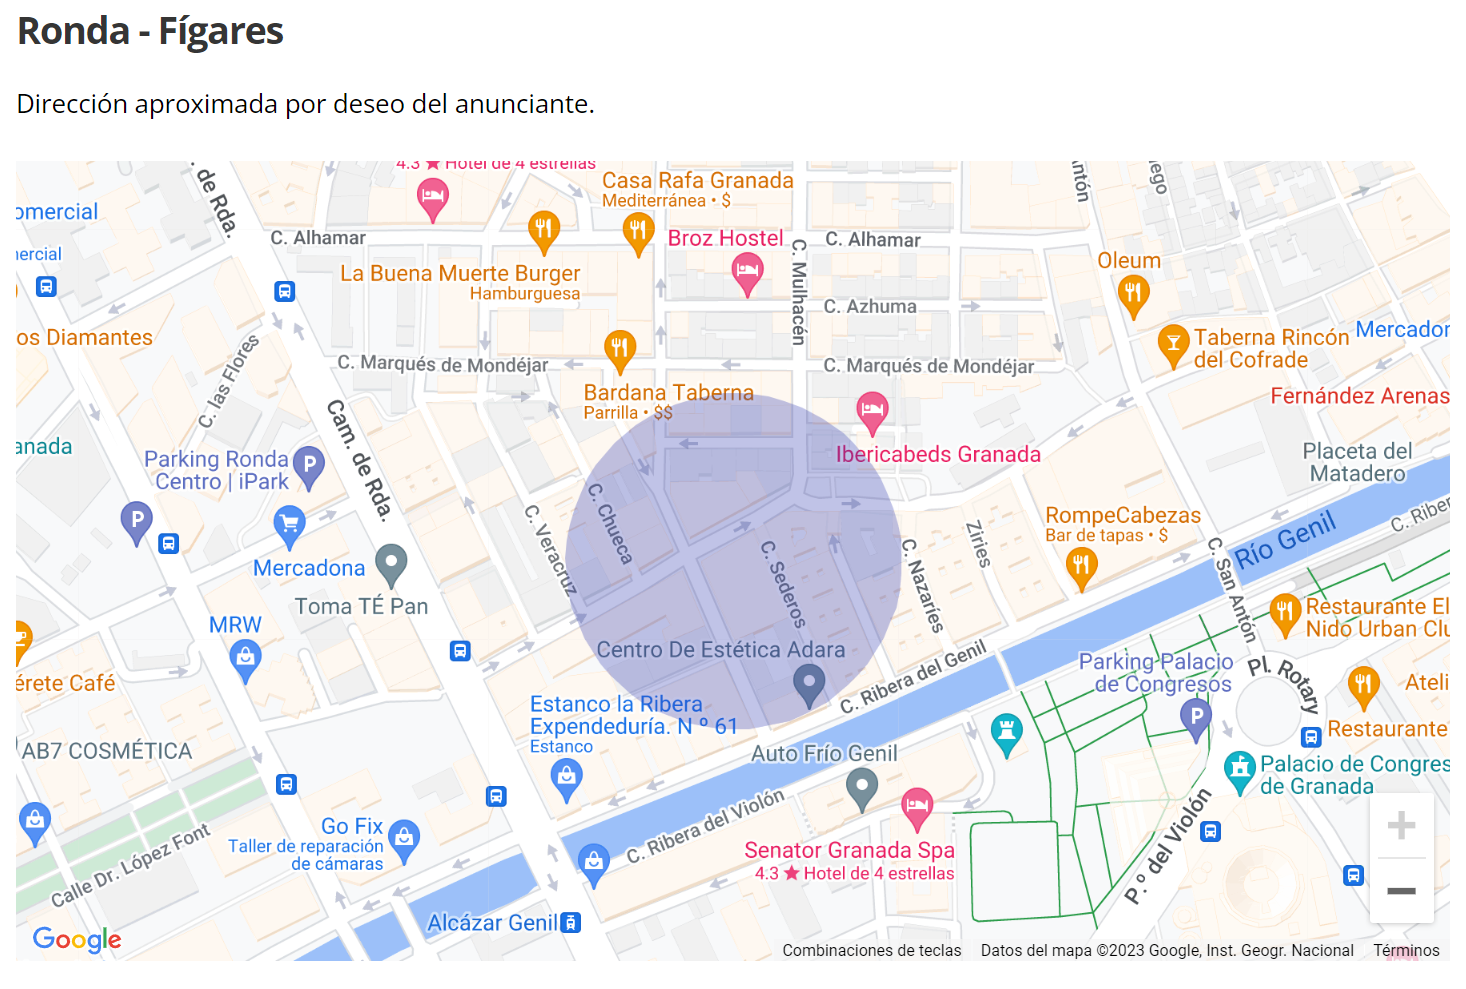 Ronda - Fígares
Dirección aproximada por deseo del anunciante.
4.3 ★ Hotel de 4 estrellas
de Rda.
Casa Rafa Granada
Mediterránea • $
omercial
C. Alhamar
Broz Hostel
C. Mulhacén
C. Alhamar
La Buena Muerte Burger
Hamburguesa
Oleum
C. Azhuma
os Diamantes
C. las Flores
C. Marqués de Mondéjar
Bardana Taberna
Parrilla • $$
C. Marqués de Mondéjar
Taberna Rincón
del Cofrade
Mercador
Fernández Arenas
anada
Cam. de Rda.
Parking Ronda
Centro | iPark
Ibericabeds Granada
Placeta del
Matadero
C. Veracruz
C. Chueca
C. Sederos
C. Nazaríes
Ziries
RompeCabezas
Bar de tapas • $
C. San Antón
Río Genil
C. Riber
Mercadona
Toma TÉ Pan
MRW
Restaurante El
Nido Urban Clu
érete Café
Centro De Estética Adara
C. Ribera del Genil
Parking Palacio
de Congresos
Pl. Rotary
Ateli
Estanco la Ribera
Expendeduría. N º 61
Estanco
Restaurante
AB7 COSMÉTICA
Auto Frío Genil
Palacio de Congres
de Granada
Go Fix
Taller de reparación
de cámaras
Calle Dr. López Font
C. Ribera del Violón
Senator Granada Spa
4.3 ★ Hotel de 4 estrellas
P.º del Violón
Alcázar Genil
Google
Combinaciones de teclas
Datos del mapa ©2023 Google, Inst. Geogr. Nacional
Términos